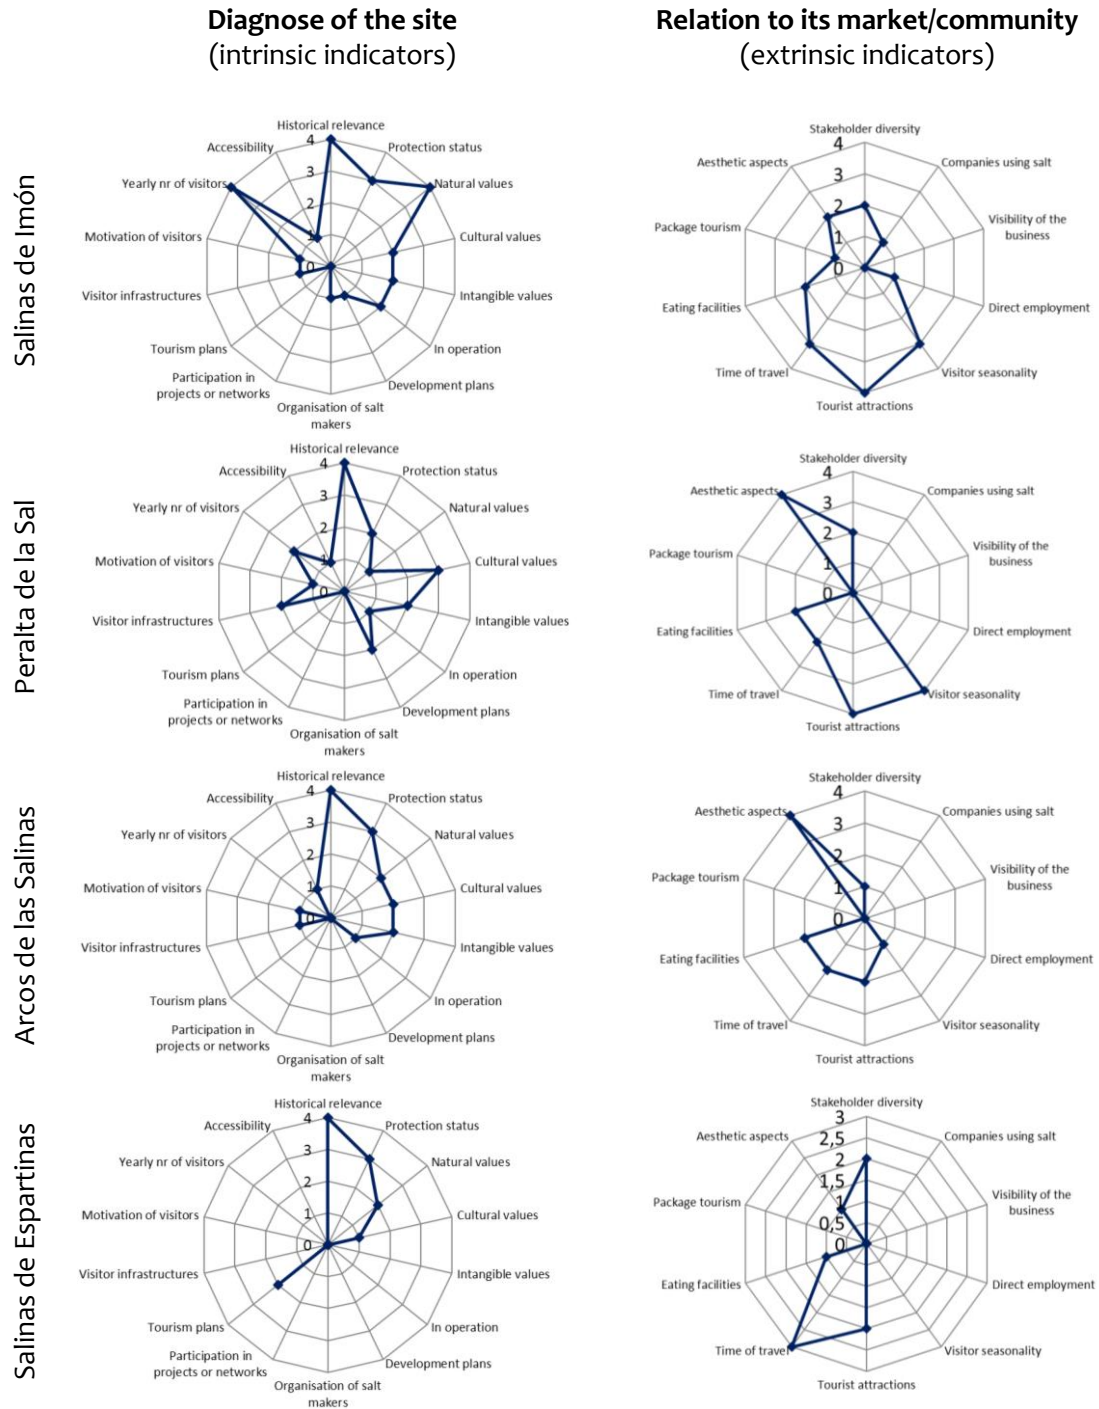 Diagnose of the site
(intrinsic indicators)
Relation to its market/community
(extrinsic indicators)
Salinas de Imón
Historical relevance
Protection status
Natural values
Cultural values
Intangible values
In operation
Development plans
Organisation of salt
makers
Participation in
projects or networks
Tourism plans
Visitor infrastructures
Motivation of visitors
Yearly nr of visitors
Accessibility
4
3
2
1
0
Stakeholder diversity
Companies using salt
Visibility of the
business
Direct employment
Visitor seasonality
Tourist attractions
Time of travel
Eating facilities
Package tourism
Aesthetic aspects
4
3
2
1
0
Peralta de la Sal
Historical relevance
Protection status
Natural values
Cultural values
Intangible values
In operation
Development plans
Organisation of salt
makers
Participation in
projects or networks
Tourism plans
Visitor infrastructures
Motivation of visitors
Yearly nr of visitors
Accessibility
4
3
2
1
0
Stakeholder diversity
Companies using salt
Visibility of the
business
Direct employment
Visitor seasonality
Tourist attractions
Time of travel
Eating facilities
Package tourism
Aesthetic aspects
4
3
2
1
0
Arcos de las Salinas
Historical relevance
Protection status
Natural values
Cultural values
Intangible values
In operation
Development plans
Organisation of salt
makers
Participation in
projects or networks
Tourism plans
Visitor infrastructures
Motivation of visitors
Yearly nr of visitors
Accessibility
4
3
2
1
0
Stakeholder diversity
Companies using salt
Visibility of the
business
Direct employment
Visitor seasonality
Tourist attractions
Time of travel
Eating facilities
Package tourism
Aesthetic aspects
4
3
2
1
0
Salinas de Espartinas
Historical relevance
Protection status
Natural values
Cultural values
Intangible values
In operation
Development plans
Organisation of salt
makers
Participation in
projects or networks
Tourism plans
Visitor infrastructures
Motivation of visitors
Yearly nr of visitors
Accessibility
4
3
2
1
0
Stakeholder diversity
Companies using salt
Visibility of the
business
Direct employment
Visitor seasonality
Tourist attractions
Time of travel
Eating facilities
Package tourism
Aesthetic aspects
3
2,5
2
1,5
1
0,5
0